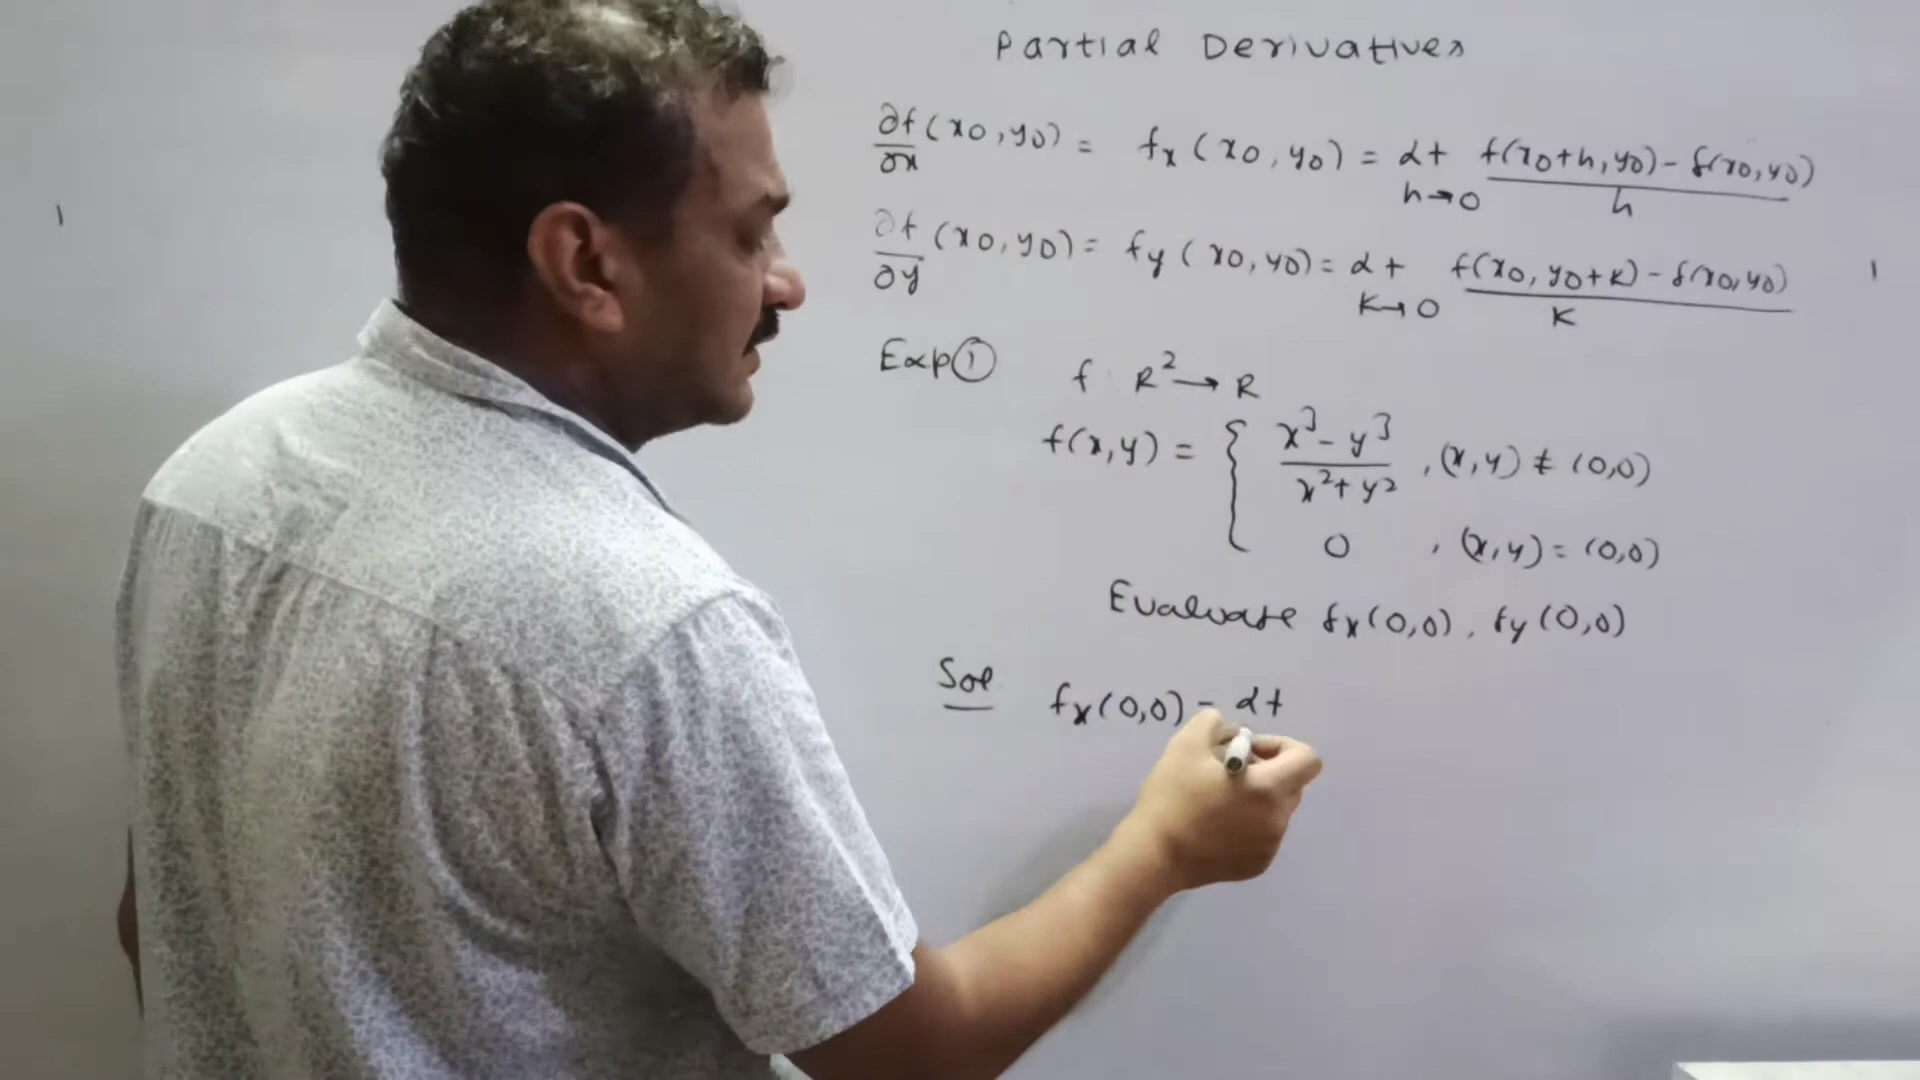 Partial Derivatives
∂f/∂x (x0, y0) = fx (x0, y0) = Lt h→0 f(x0+h, y0) - f(x0, y0) / h
∂f/∂y (x0, y0) = fy (x0, y0) = Lt K→0 f(x0, y0+K) - f(x0, y0) / K
Exp ① f R² → R
f(x,y) = { x³ - y³ / x² + y² , (x,y) ≠ (0,0)
0 , (x,y) = (0,0)
Evaluate fx(0,0), fy(0,0)
Sol fx(0,0) = Lt